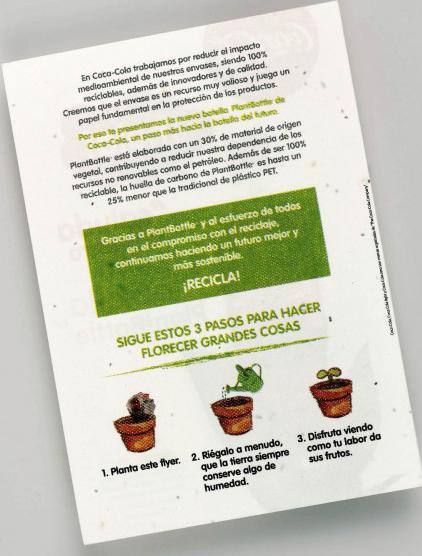 En Coca-Cola trabajamos por reducir el impacto
medioambiental de nuestros envases, siendo 100%
reciclables, además de innovadores y de calidad.
Creemos que el envase es un recurso muy valioso y juega un
papel fundamental en la protección de los productos.
Por eso te presentamos la nueva botella PlantBottle de
Coca-Cola, un paso más hacia la botella del futuro.
PlantBottle está elaborada con un 30% de material de origen
vegetal, contribuyendo a reducir nuestra dependencia de los
recursos no renovables como el petróleo. Además de ser 100%
reciclable, la huella de carbono de PlantBottle es hasta un
25% menor que la tradicional de plástico PET.
Gracias a PlantBottle y al esfuerzo de todos
en el compromiso con el reciclaje,
continuamos haciendo un futuro mejor y
más sostenible.
¡RECICLA!
SIGUE ESTOS 3 PASOS PARA HACER
FLORECER GRANDES COSAS
1. Planta este flyer.
2. Riégalo a menudo,
que la tierra siempre
conserve algo de
humedad.
3. Disfruta viendo
como tu labor da
sus frutos.